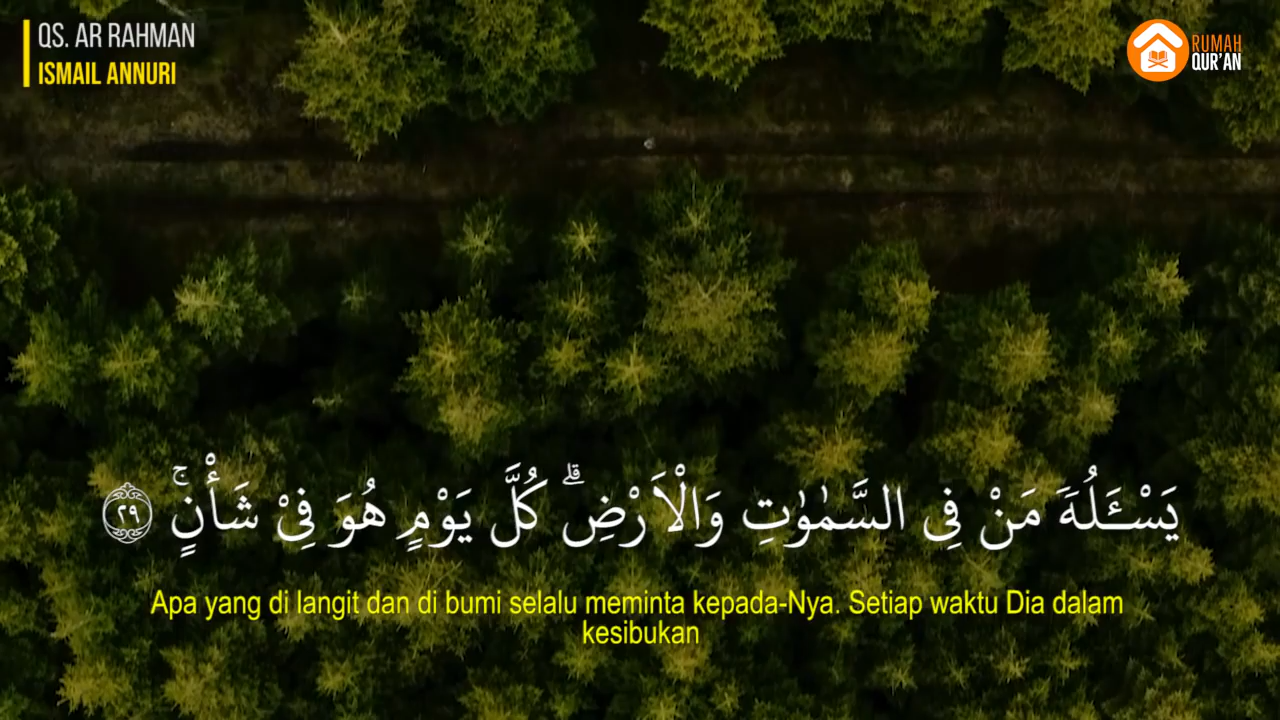 QS. AR RAHMAN
ISMAIL ANNURI
RUMAH
QUR'AN
يَسْـَٔلُهٗ مَنْ فِى السَّمٰوٰتِ وَالْاَرْضِۗ كُلَّ يَوْمٍ هُوَ فِيْ شَأْنٍۚ ٢٩
Apa yang di langit dan di bumi selalu meminta kepada-Nya. Setiap waktu Dia dalam
kesibukan